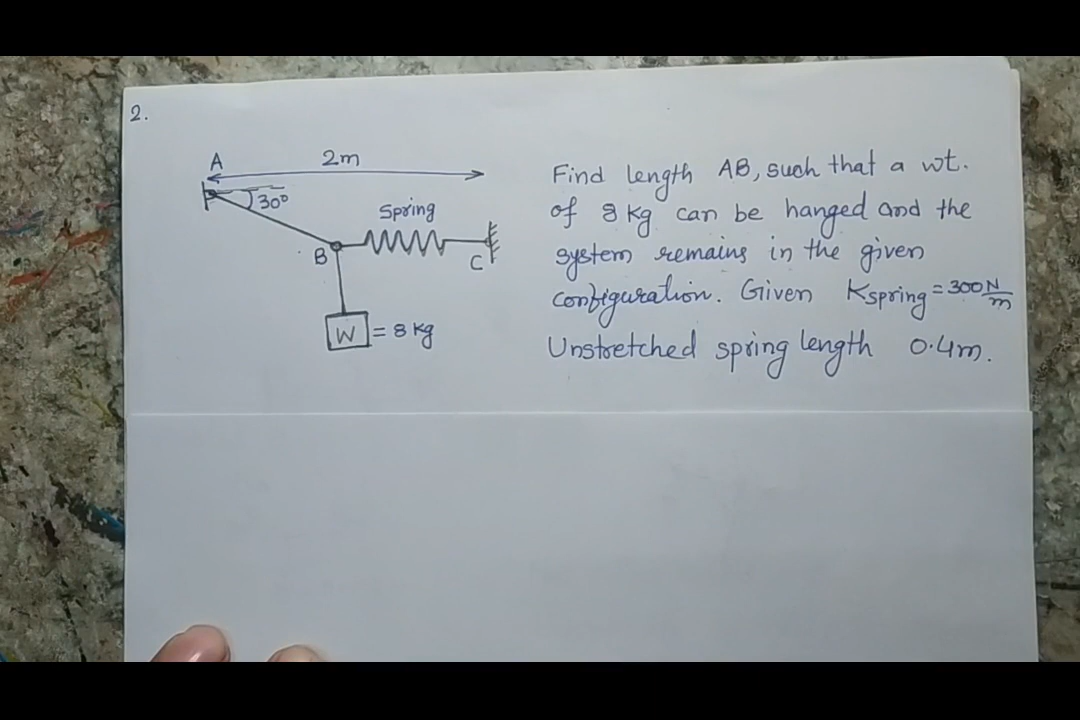 2.
A
2m
30°
Spring
B
C
W = 8 kg
Find length AB, such that a wt.
of 8 kg can be hanged and the
system remains in the given
configuration. Given Kspring = 300 N/m
Unstretched spring length 0.4m.